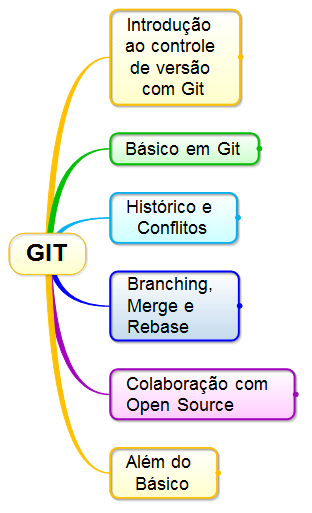 Introdução
ao controle
de versão
com Git
Básico em Git
Histórico e
Conflitos
GIT
Branching,
Merge e
Rebase
Colaboração com
Open Source
Além do
Básico